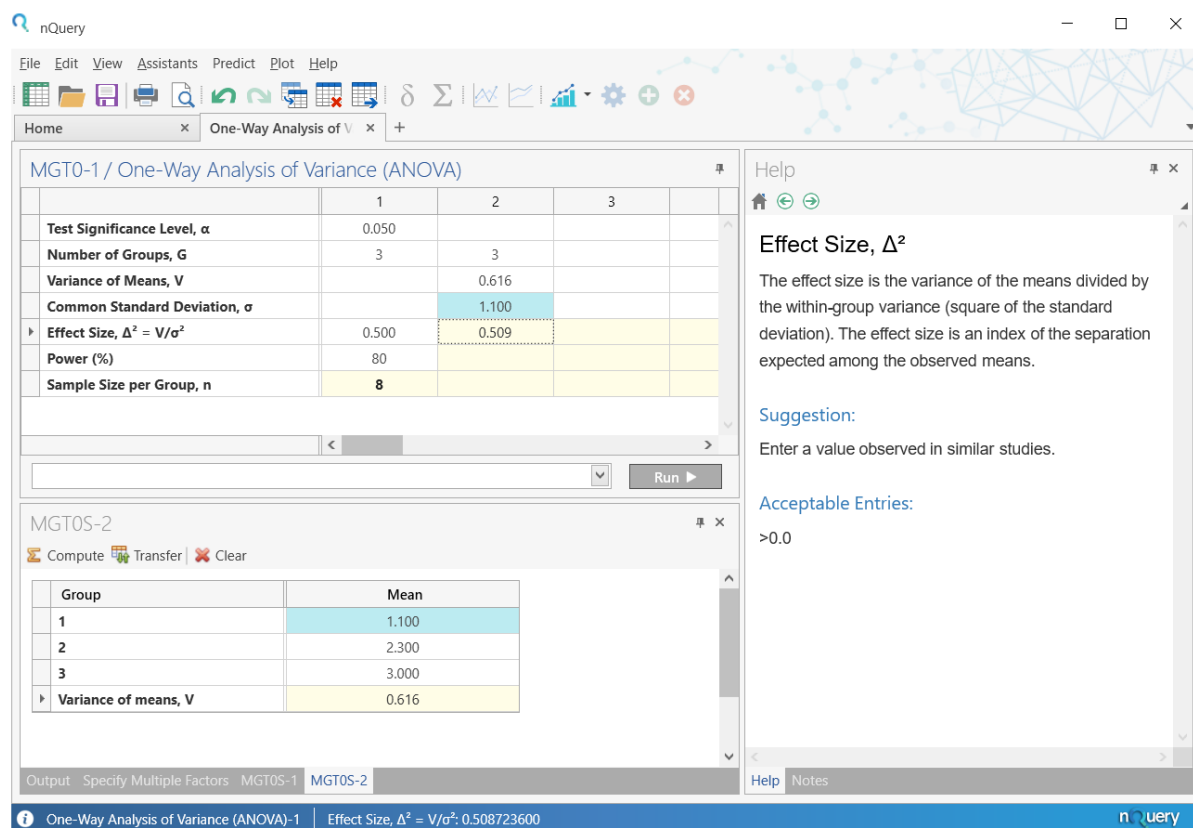 nQuery
File Edit View Assistants Predict Plot Help
δ Σ
Home × One-Way Analysis of V × +
MGT0-1 / One-Way Analysis of Variance (ANOVA)
1 2 3
Test Significance Level, α 0.050
Number of Groups, G 3 3
Variance of Means, V 0.616
Common Standard Deviation, σ 1.100
Effect Size, Δ² = V/σ² 0.500 0.509
Power (%) 80
Sample Size per Group, n 8
Run
MGT0S-2
Compute Transfer Clear
Group Mean
1 1.100
2 2.300
3 3.000
Variance of means, V 0.616
Output Specify Multiple Factors MGT0S-1 MGT0S-2
Help
Effect Size, Δ²
The effect size is the variance of the means divided by
the within-group variance (square of the standard
deviation). The effect size is an index of the separation
expected among the observed means.
Suggestion:
Enter a value observed in similar studies.
Acceptable Entries:
>0.0
Help Notes
One-Way Analysis of Variance (ANOVA)-1 Effect Size, Δ² = V/σ²: 0.508723600
nQuery